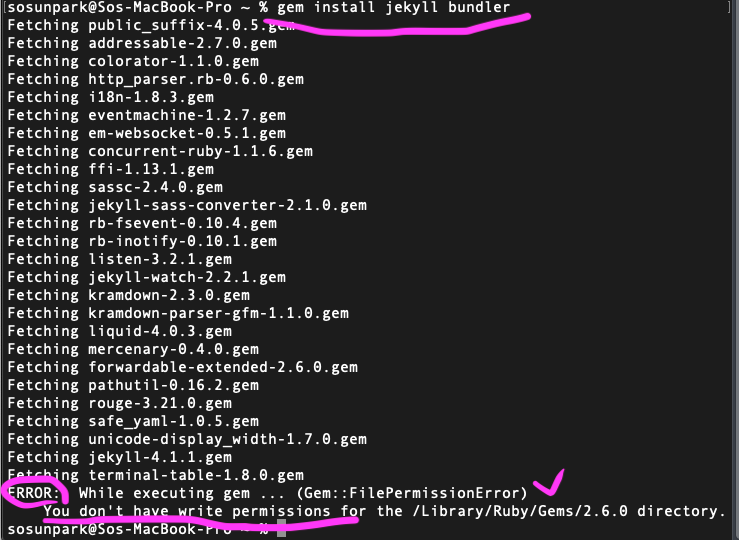 [sosunpark@Sos-MacBook-Pro ~ % gem install jekyll bundler ]
Fetching public_suffix-4.0.5.gem
Fetching addressable-2.7.0.gem
Fetching colorator-1.1.0.gem
Fetching http_parser.rb-0.6.0.gem
Fetching i18n-1.8.3.gem
Fetching eventmachine-1.2.7.gem
Fetching em-websocket-0.5.1.gem
Fetching concurrent-ruby-1.1.6.gem
Fetching ffi-1.13.1.gem
Fetching sassc-2.4.0.gem
Fetching jekyll-sass-converter-2.1.0.gem
Fetching rb-fsevent-0.10.4.gem
Fetching rb-inotify-0.10.1.gem
Fetching listen-3.2.1.gem
Fetching jekyll-watch-2.2.1.gem
Fetching kramdown-2.3.0.gem
Fetching kramdown-parser-gfm-1.1.0.gem
Fetching liquid-4.0.3.gem
Fetching mercenary-0.4.0.gem
Fetching forwardable-extended-2.6.0.gem
Fetching pathutil-0.16.2.gem
Fetching rouge-3.21.0.gem
Fetching safe_yaml-1.0.5.gem
Fetching unicode-display_width-1.7.0.gem
Fetching jekyll-4.1.1.gem
Fetching terminal-table-1.8.0.gem
ERROR:  While executing gem ... (Gem::FilePermissionError)
    You don't have write permissions for the /Library/Ruby/Gems/2.6.0 directory.
sosunpark@Sos-MacBook-Pro ~ %